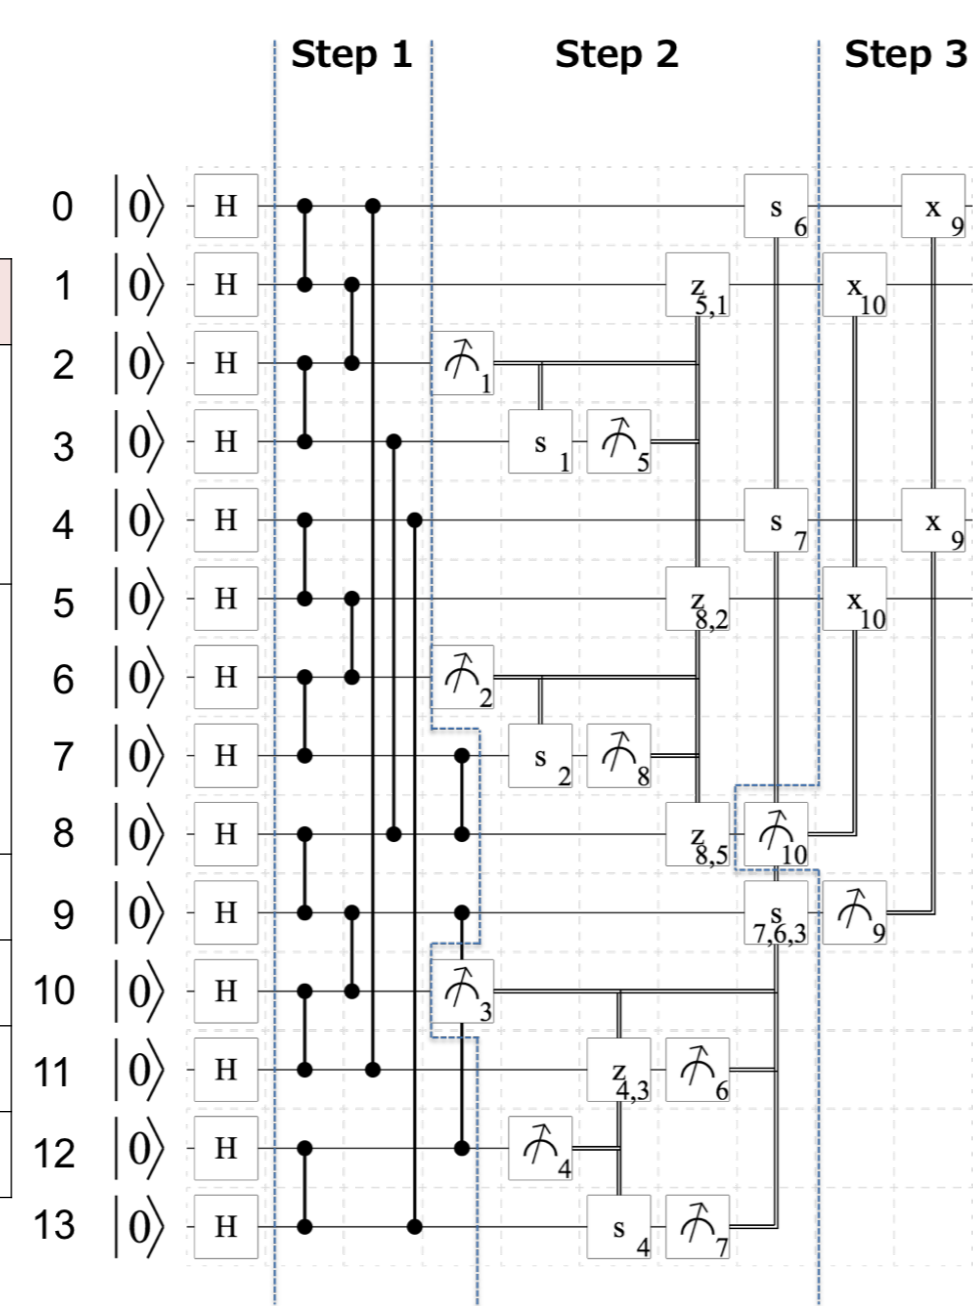 Step 1 Step 2 Step 3
0 |0⟩ H s 6 x 9
1 |0⟩ H z 5,1 x 10
2 |0⟩ H 1
3 |0⟩ H s 1 5
4 |0⟩ H s 7 x 9
5 |0⟩ H z 8,2 x 10
6 |0⟩ H 2
7 |0⟩ H s 2 8
8 |0⟩ H z 8,5 10
9 |0⟩ H s 7,6,3 9
10 |0⟩ H 3
11 |0⟩ H z 4,3 6
12 |0⟩ H 4
13 |0⟩ H s 4 7